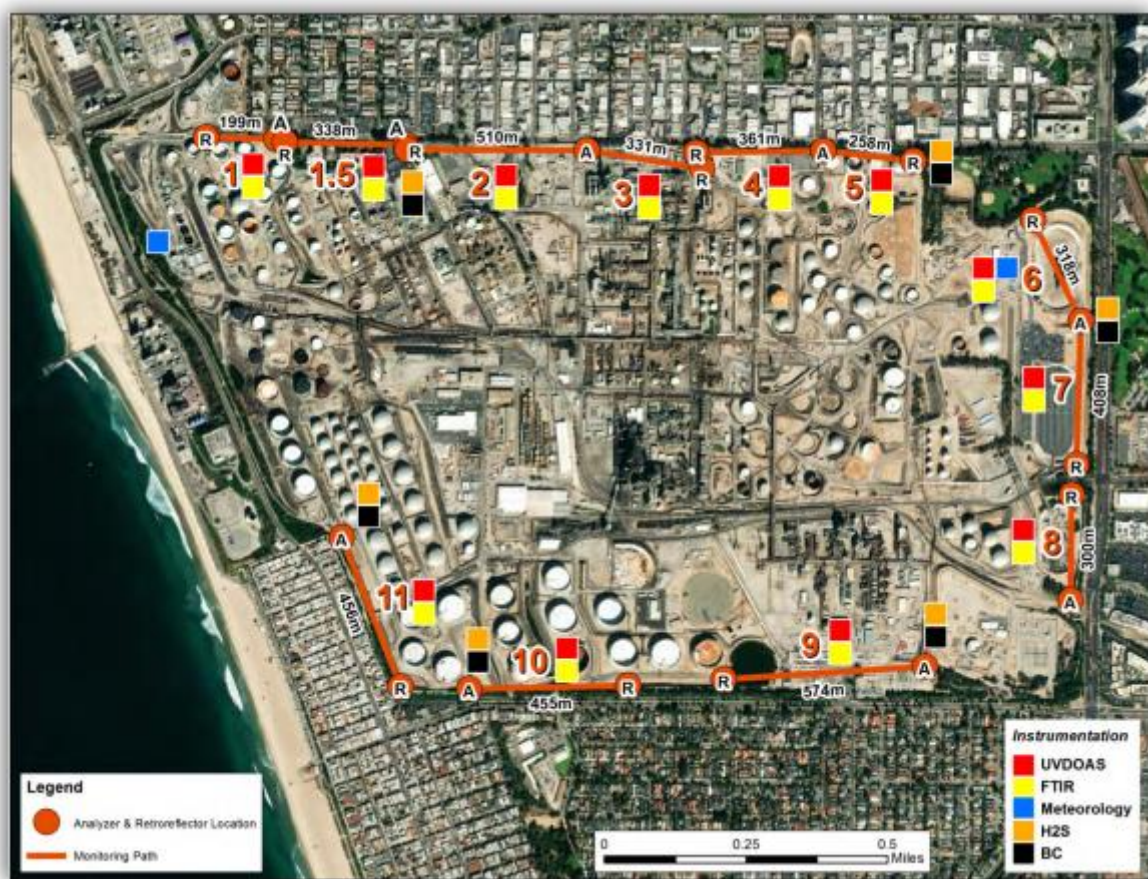 199m
A
338m
A
510m
331m
361m
258m
R
R
R
A
R
R
A
R
1
1.5
2
3
4
5
R
318m
6
A
7
408m
R
R
8
300m
A
A
456m
11
R
A
10
455m
R
R
9
574m
A
Legend
Analyzer & Retroreflector Location
Monitoring Path
0
0.25
0.5
Miles
Instrumentation
UVDOAS
FTIR
Meteorology
H2S
BC